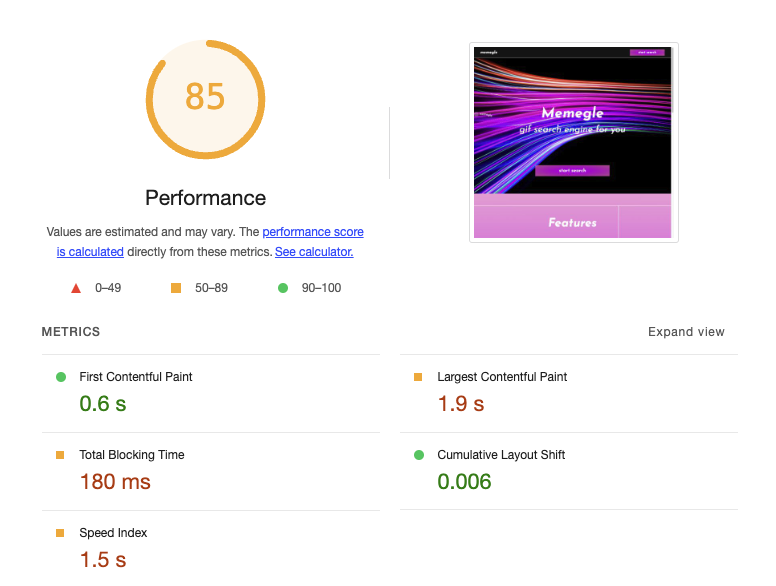 85
Performance
Values are estimated and may vary. The performance score
is calculated directly from these metrics. See calculator.
0–49
50–89
90–100
memegle
start search
Memegle
gif search engine for you
start search
Features
METRICS
Expand view
First Contentful Paint
0.6 s
Largest Contentful Paint
1.9 s
Total Blocking Time
180 ms
Cumulative Layout Shift
0.006
Speed Index
1.5 s